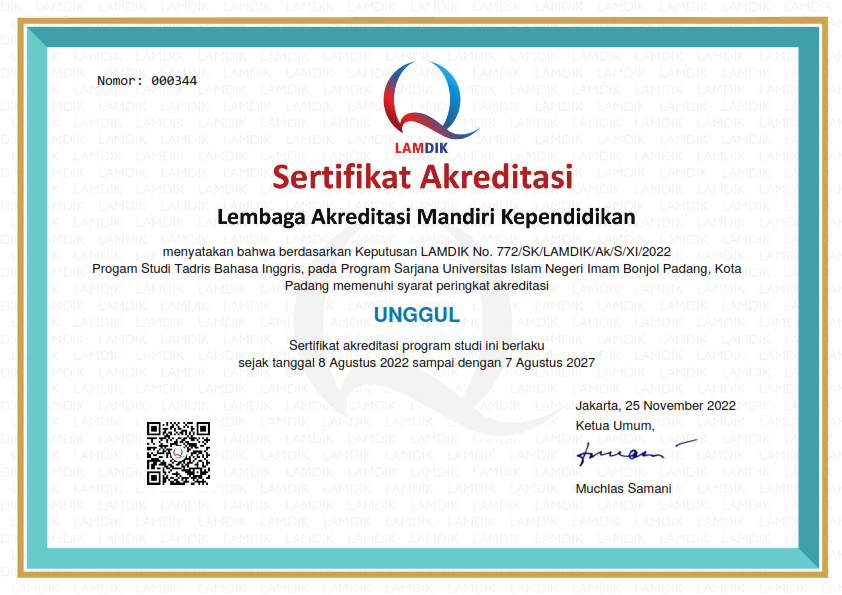 Nomor: 000344
LAMDIK
Sertifikat Akreditasi
Lembaga Akreditasi Mandiri Kependidikan
menyatakan bahwa berdasarkan Keputusan LAMDIK No. 772/SK/LAMDIK/Ak/S/XI/2022
Progam Studi Tadris Bahasa Inggris, pada Program Sarjana Universitas Islam Negeri Imam Bonjol Padang, Kota
Padang memenuhi syarat peringkat akreditasi
UNGGUL
Sertifikat akreditasi program studi ini berlaku
sejak tanggal 8 Agustus 2022 sampai dengan 7 Agustus 2027
Jakarta, 25 November 2022
Ketua Umum,
Muchlas Samani